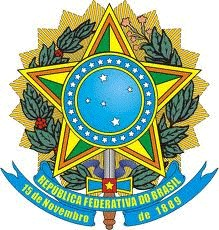 REPÚBLICA FEDERATIVA DO BRASIL
15 de Novembro de 1889